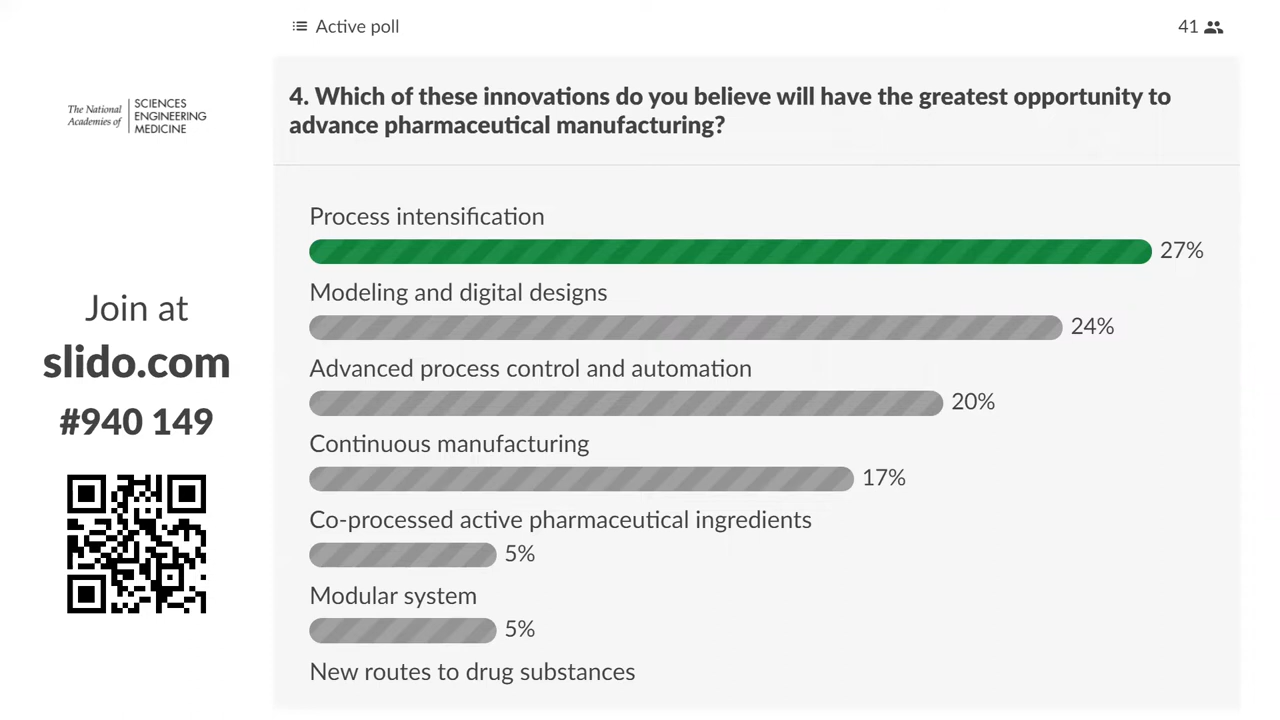 Active poll
41
The National
Academies of
SCIENCES
ENGINEERING
MEDICINE
4. Which of these innovations do you believe will have the greatest opportunity to
advance pharmaceutical manufacturing?
Join at
slido.com
#940 149
Process intensification
27%
Modeling and digital designs
24%
Advanced process control and automation
20%
Continuous manufacturing
17%
Co-processed active pharmaceutical ingredients
5%
Modular system
5%
New routes to drug substances